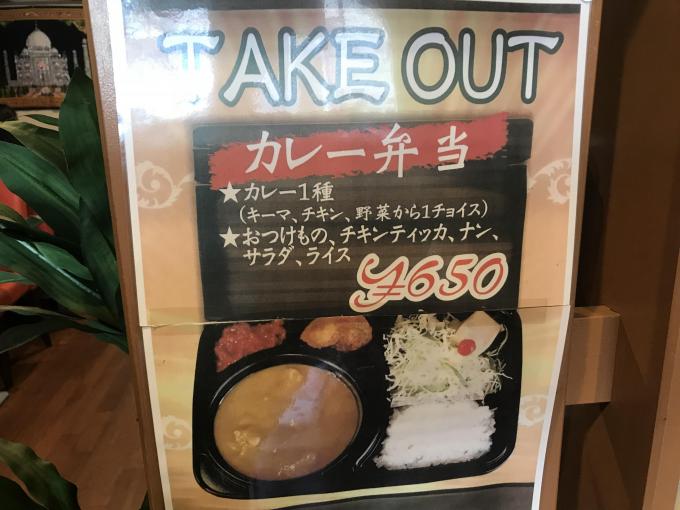 TAKE OUT
カレー弁当
★カレー1種
(キーマ、チキン、野菜から1チョイス)
★おつけもの、チキンティッカ、ナン、
サラダ、ライス
¥650